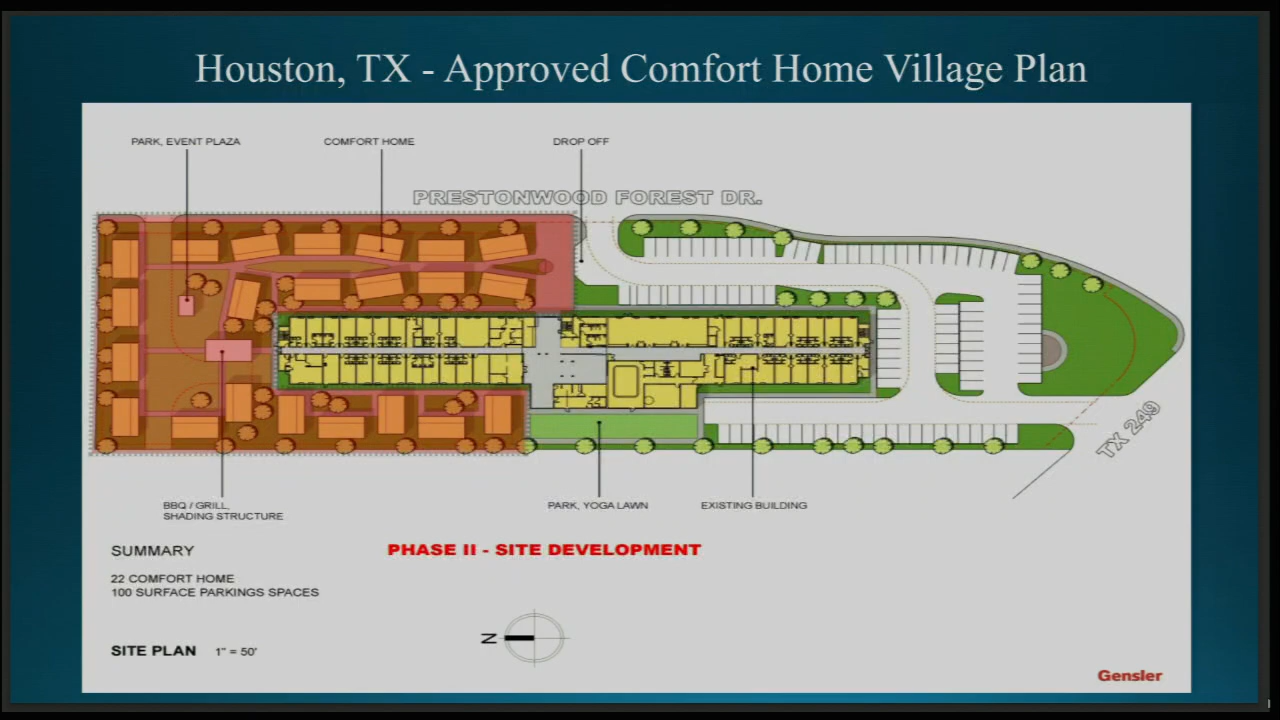 Houston, TX - Approved Comfort Home Village Plan
PARK, EVENT PLAZA
COMFORT HOME
DROP OFF
PRESTONWOOD FOREST DR.
TX 249
BBQ / GRILL,
SHADING STRUCTURE
PARK, YOGA LAWN
EXISTING BUILDING
SUMMARY
PHASE II - SITE DEVELOPMENT
22 COMFORT HOME
100 SURFACE PARKINGS SPACES
SITE PLAN 1" = 50'
N
Gensler